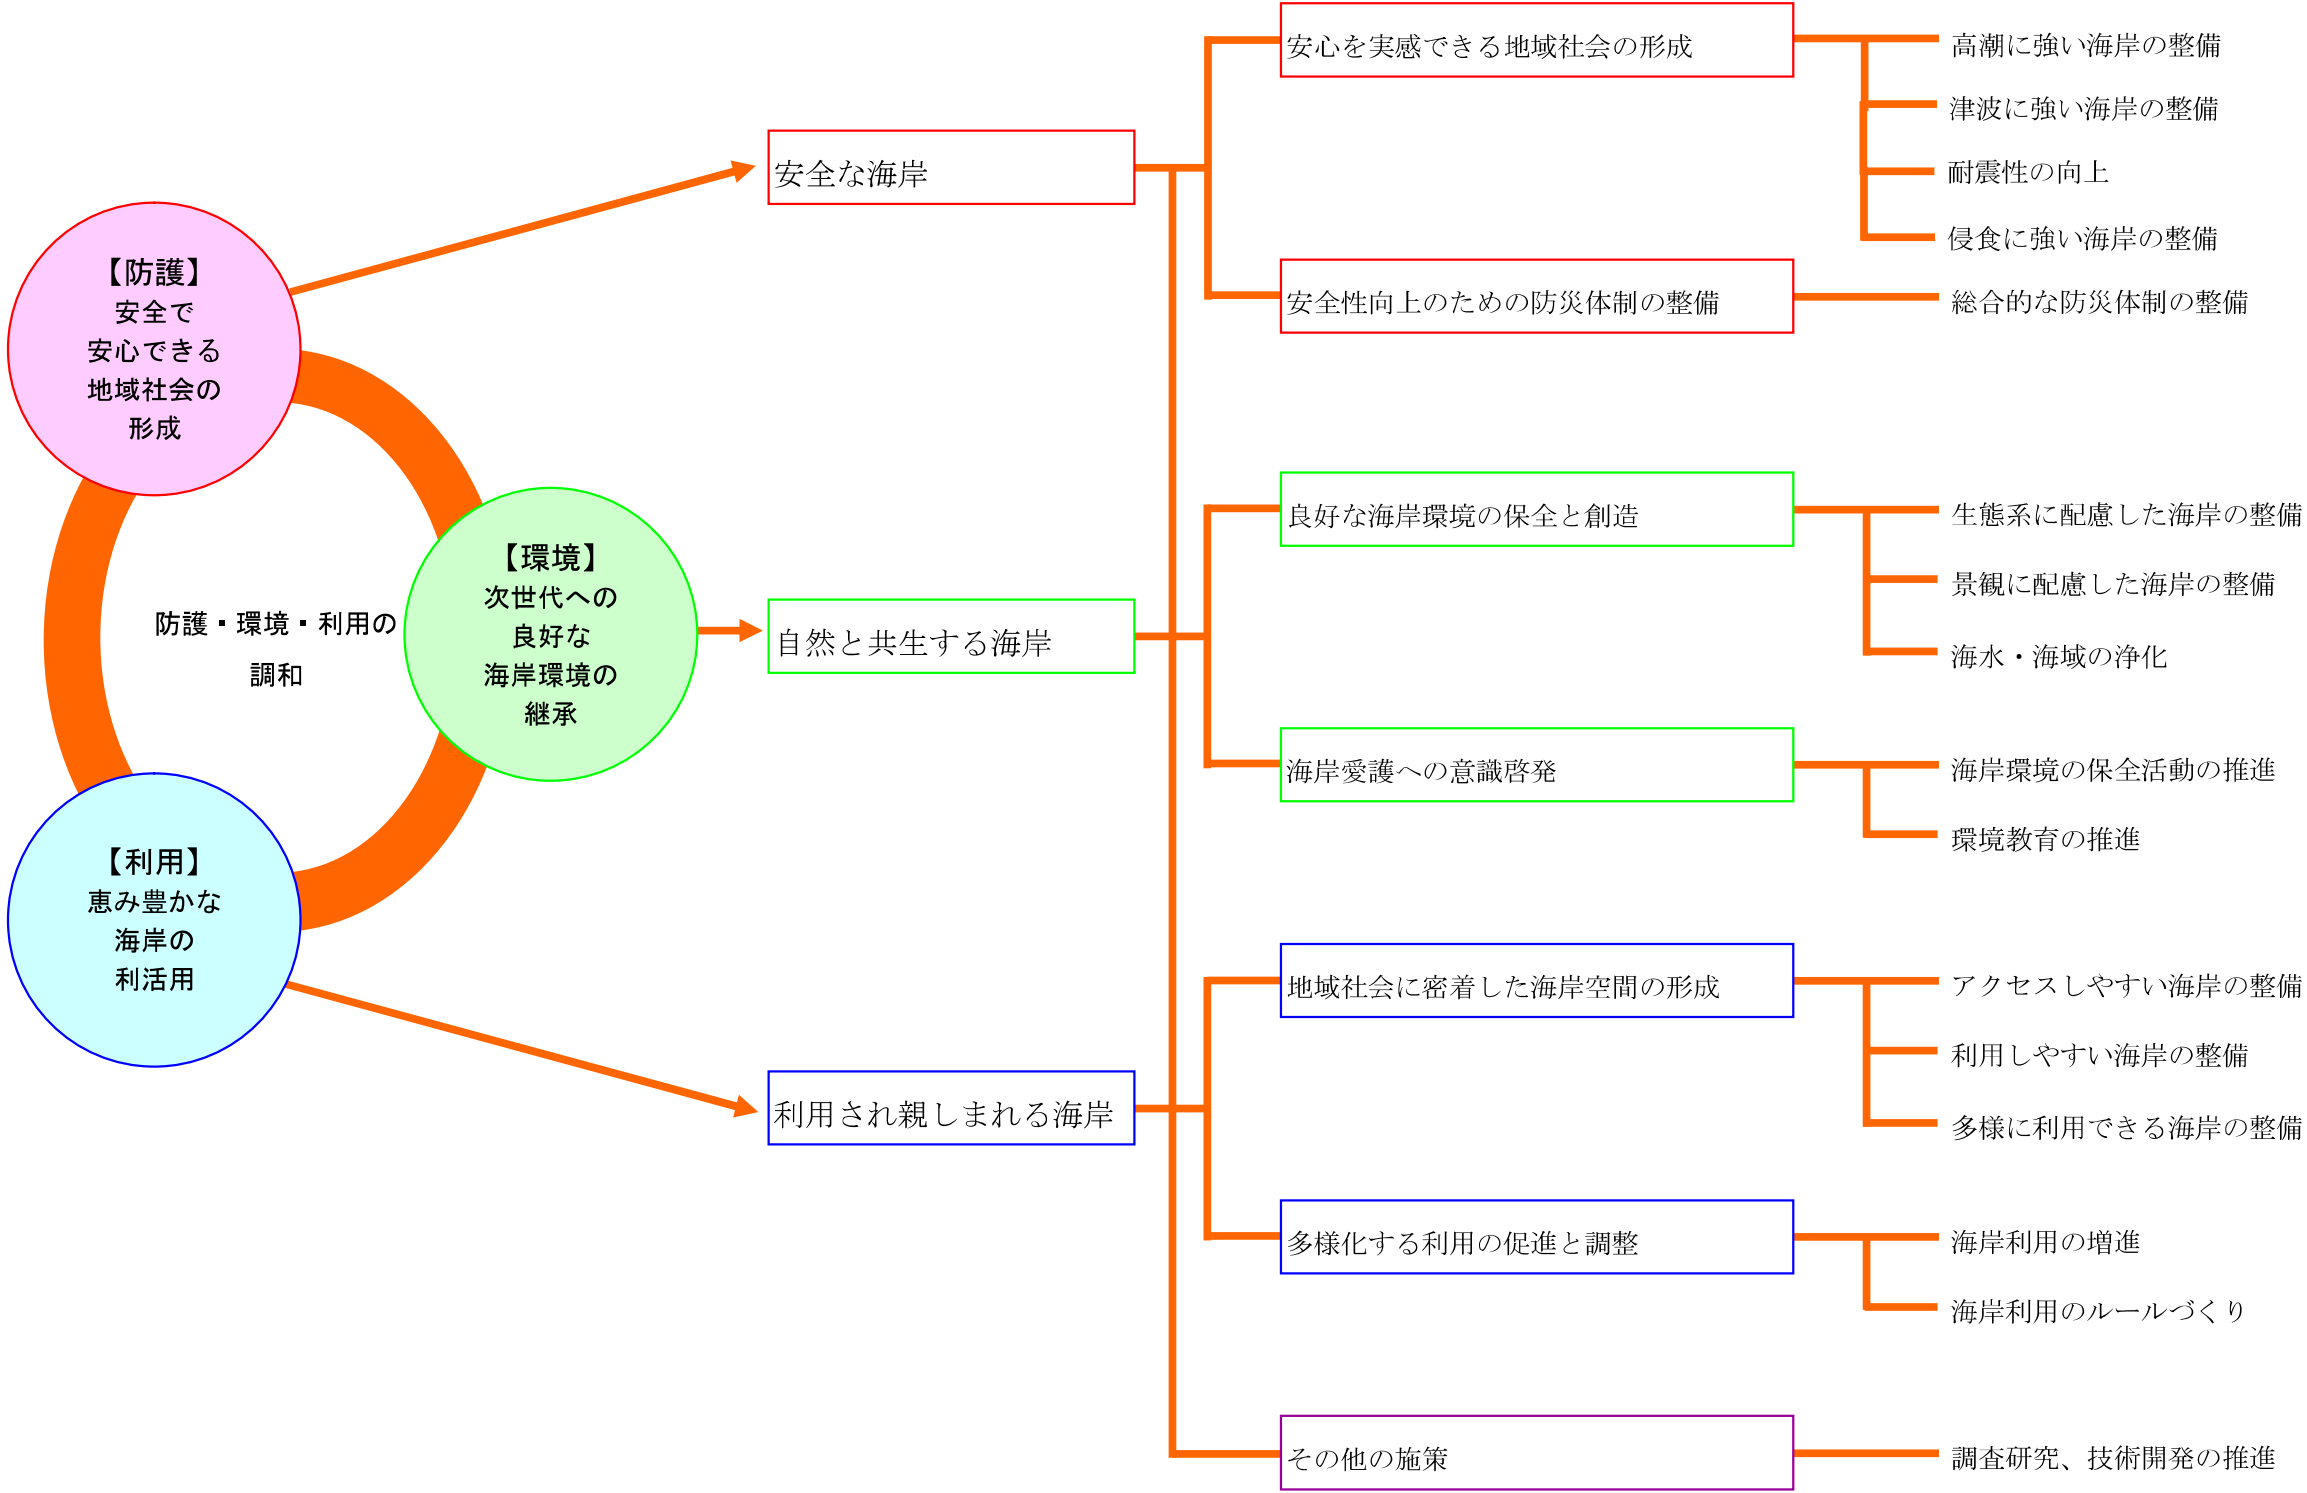 【防護】
安全で
安心できる
地域社会の
形成
防護・環境・利用の
調和
【環境】
次世代への
良好な
海岸環境の
継承
【利用】
恵み豊かな
海岸の
利活用
安全な海岸
自然と共生する海岸
利用され親しまれる海岸
安心を実感できる地域社会の形成
高潮に強い海岸の整備
津波に強い海岸の整備
耐震性の向上
侵食に強い海岸の整備
安全性向上のための防災体制の整備
総合的な防災体制の整備
良好な海岸環境の保全と創造
生態系に配慮した海岸の整備
景観に配慮した海岸の整備
海水・海域の浄化
海岸愛護への意識啓発
海岸環境の保全活動の推進
環境教育の推進
地域社会に密着した海岸空間の形成
アクセスしやすい海岸の整備
利用しやすい海岸の整備
多様に利用できる海岸の整備
多様化する利用の促進と調整
海岸利用の増進
海岸利用のルールづくり
その他の施策
調査研究、技術開発の推進